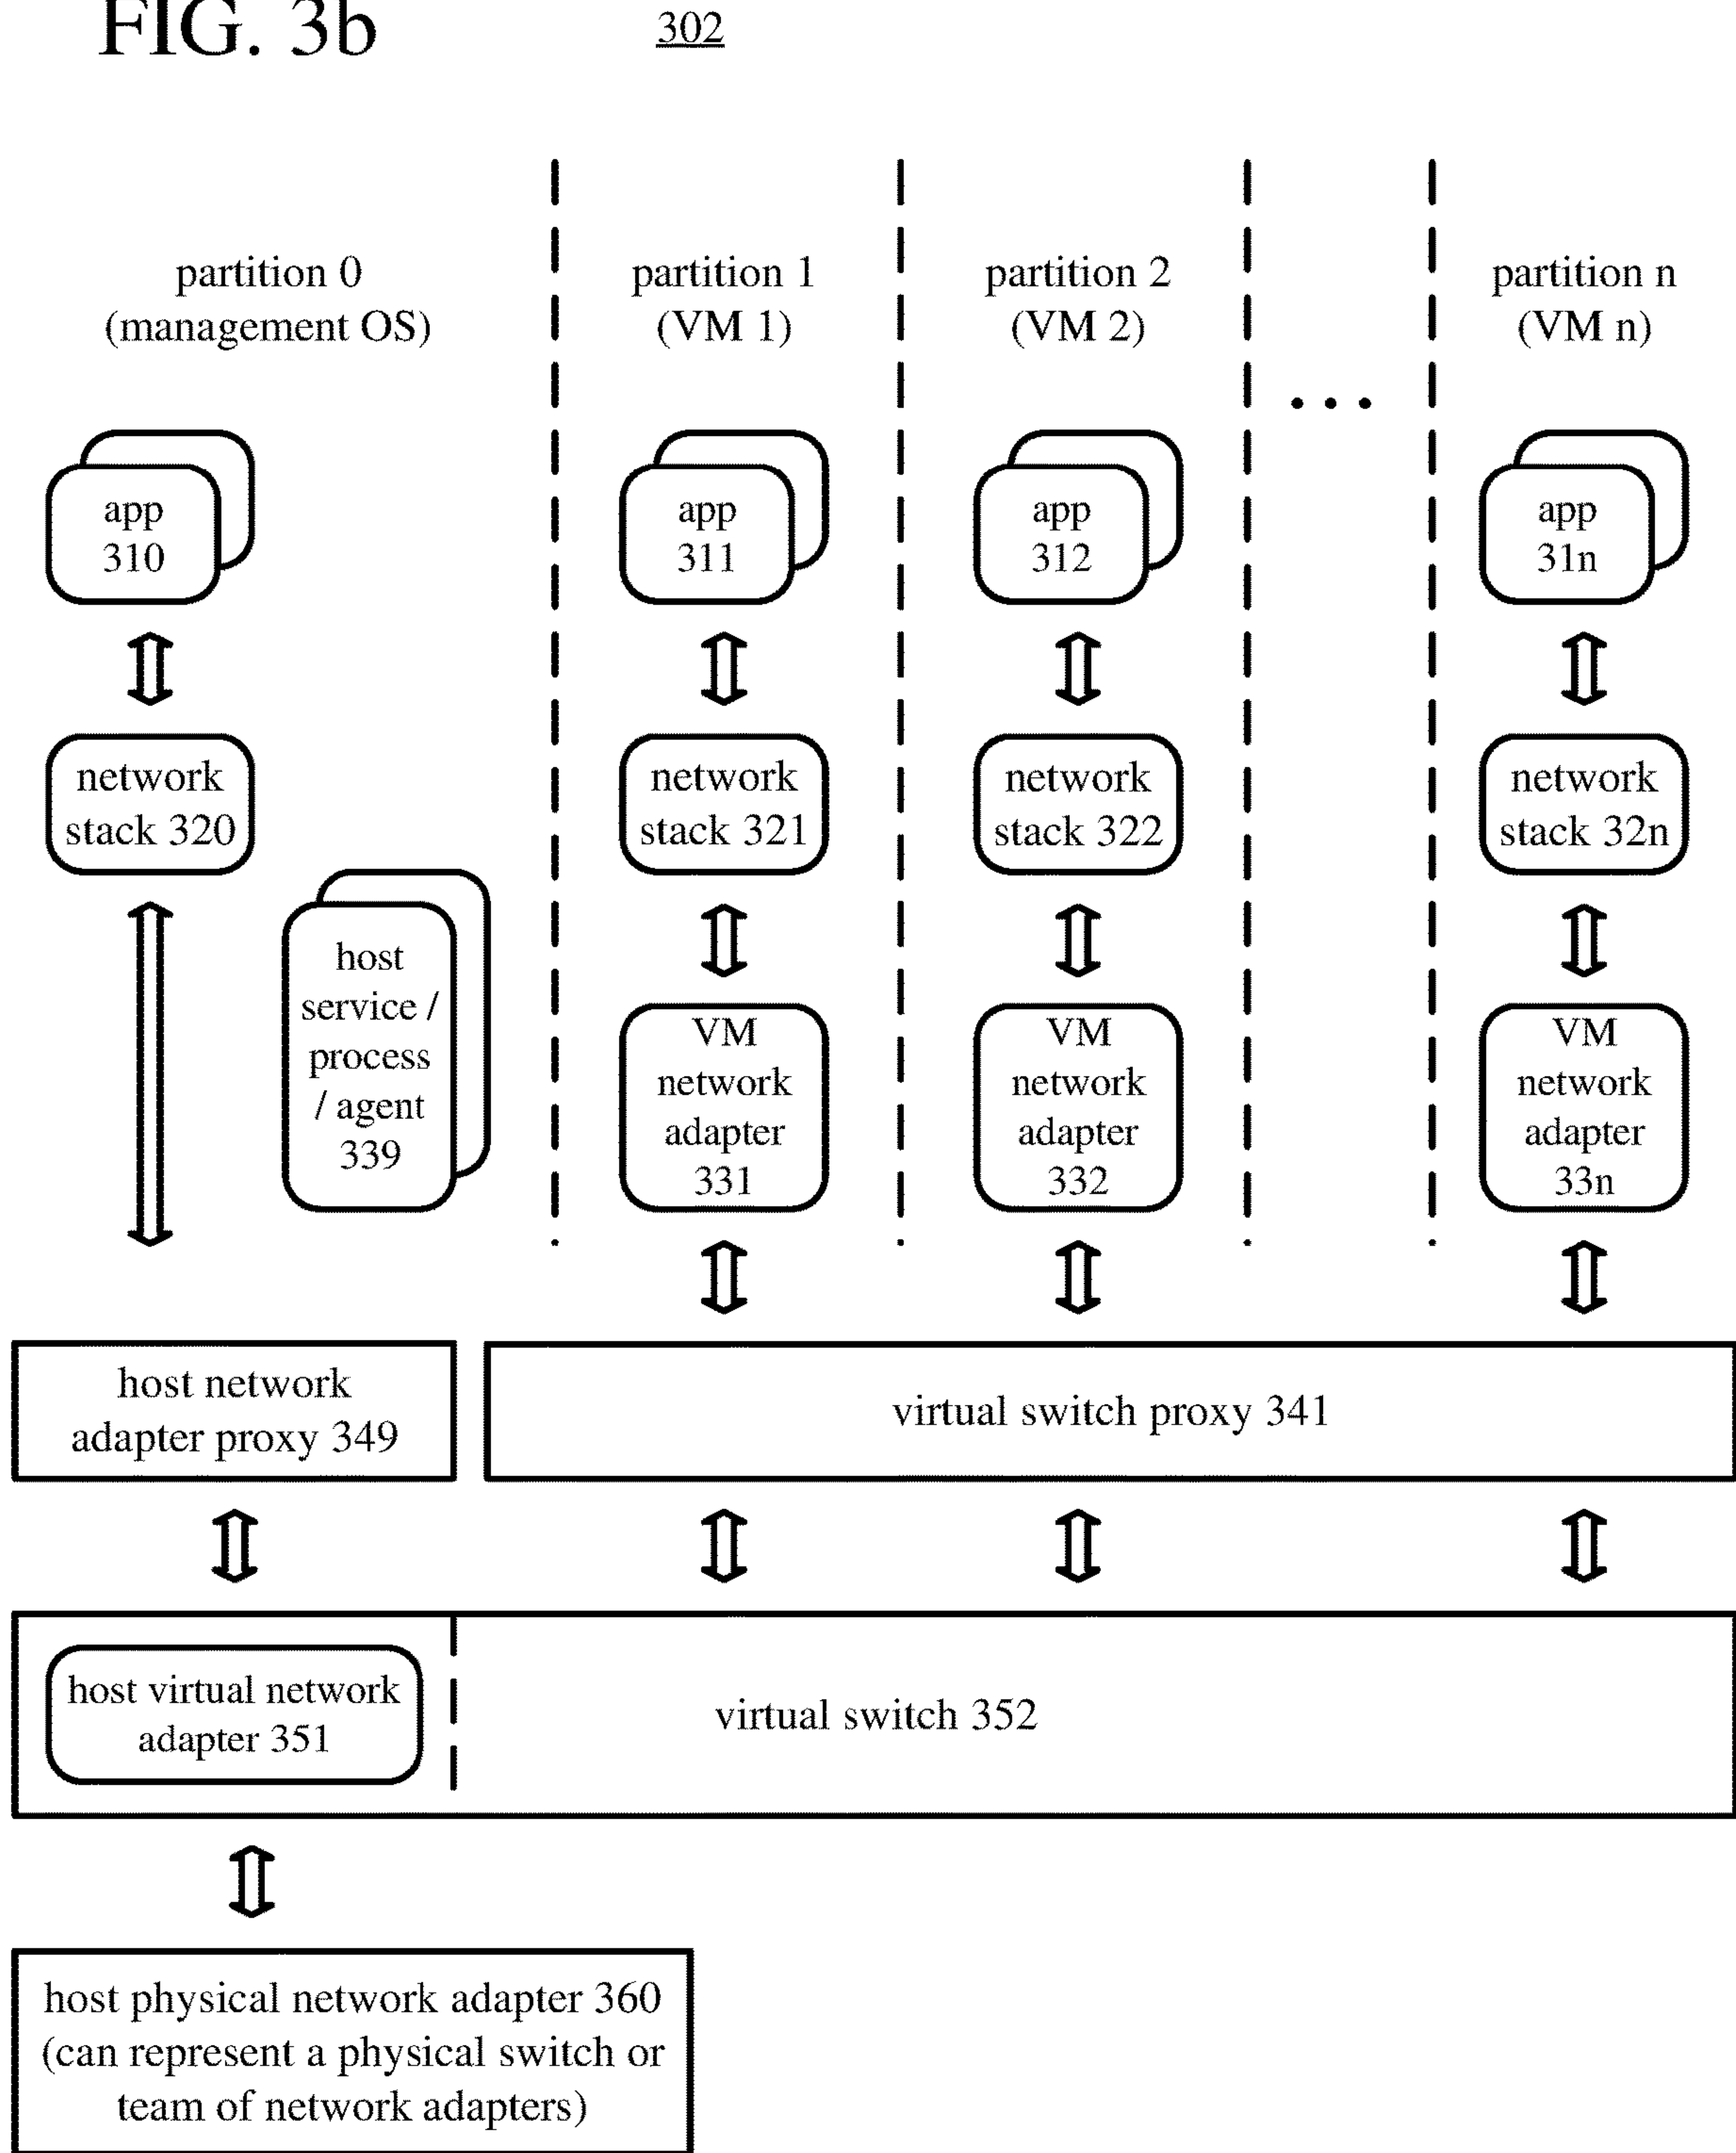 FIG. 3b
302
partition 0
(management OS)
partition 1
(VM 1)
partition 2
(VM 2)
...
partition n
(VM n)
app
310
app
311
app
312
app
31n
network
stack 320
network
stack 321
network
stack 322
network
stack 32n
host
service /
process
/ agent
339
VM
network
adapter
331
VM
network
adapter
332
VM
network
adapter
33n
host network
adapter proxy 349
virtual switch proxy 341
host virtual network
adapter 351
virtual switch 352
host physical network adapter 360
(can represent a physical switch or
team of network adapters)